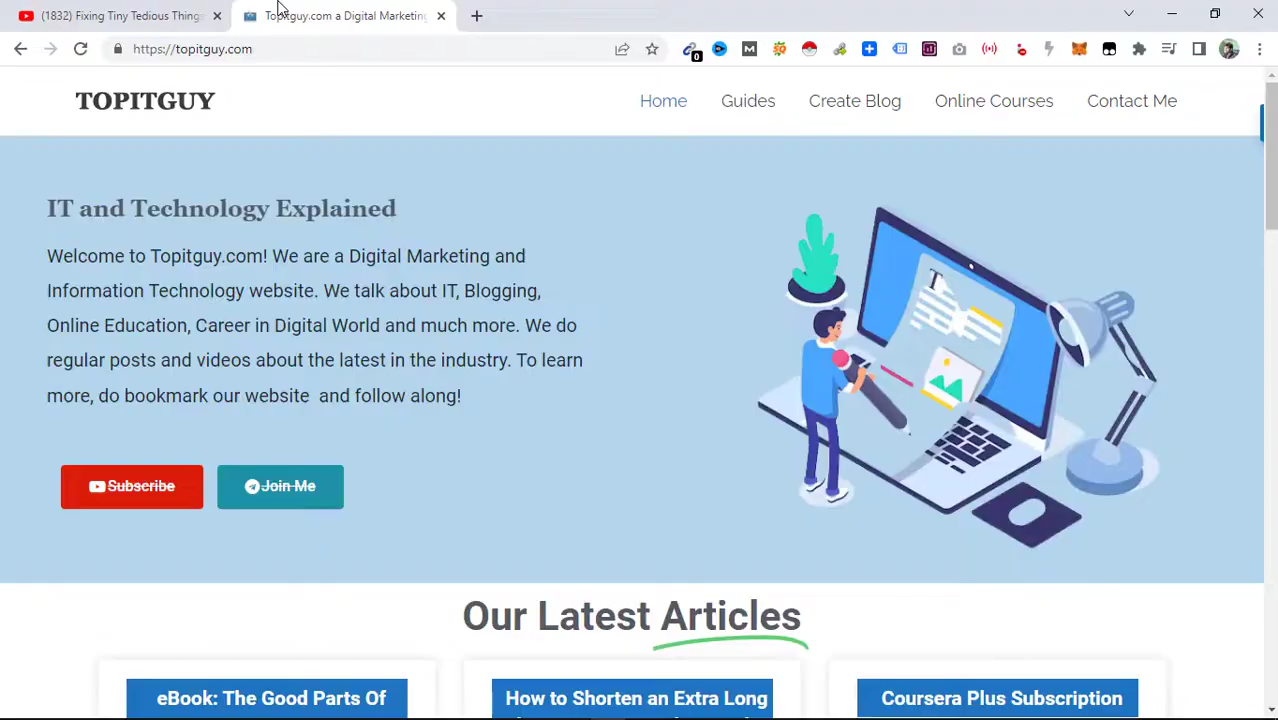 (1832) Fixing Tiny Tedious Things
Topitguy.com a Digital Marketing
https://topitguy.com
0
TOPITGUY
Home
Guides
Create Blog
Online Courses
Contact Me
IT and Technology Explained
Welcome to Topitguy.com! We are a Digital Marketing and
Information Technology website. We talk about IT, Blogging,
Online Education, Career in Digital World and much more. We do
regular posts and videos about the latest in the industry. To learn
more, do bookmark our website and follow along!
Subscribe
Join Me
Our Latest Articles
eBook: The Good Parts Of
How to Shorten an Extra Long
Coursera Plus Subscription